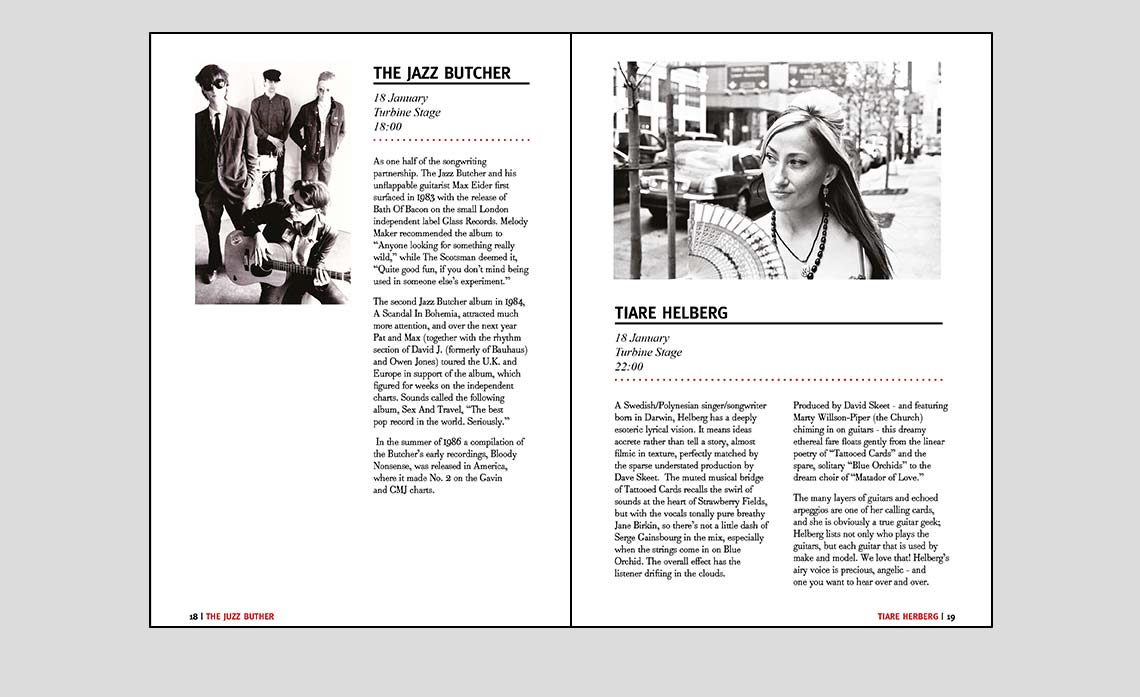 THE JAZZ BUTCHER
18 January
Turbine Stage
18:00
As one half of the songwriting
partnership. The Jazz Butcher and his
unflappable guitarist Max Eider first
surfaced in 1983 with the release of
Bath Of Bacon on the small London
independent label Glass Records. Melody
Maker recommended the album to
“Anyone looking for something really
wild,” while The Scotsman deemed it,
“Quite good fun, if you don’t mind being
used in someone else’s experiment.”
The second Jazz Butcher album in 1984,
A Scandal In Bohemia, attracted much
more attention, and over the next year
Pat and Max (together with the rhythm
section of David J. (formerly of Bauhaus)
and Owen Jones) toured the U.K. and
Europe in support of the album, which
figured for weeks on the independent
charts. Sounds called the following
album, Sex And Travel, “The best
pop record in the world. Seriously.”
In the summer of 1986 a compilation of
the Butcher’s early recordings, Bloody
Nonsense, was released in America,
where it made No. 2 on the Gavin
and CMJ charts.
18 | THE JUZZ BUTHER
TIARE HELBERG
18 January
Turbine Stage
22:00
A Swedish/Polynesian singer/songwriter
born in Darwin, Helberg has a deeply
esoteric lyrical vision. It means ideas
accrete rather than tell a story, almost
filmic in texture, perfectly matched by
the sparse understated production by
Dave Skeet. The muted musical bridge
of Tattooed Cards recalls the swirl of
sounds at the heart of Strawberry Fields,
but with the vocals tonally pure breathy
Jane Birkin, so there’s not a little dash of
Serge Gainsbourg in the mix, especially
when the strings come in on Blue
Orchid. The overall effect has the
listener drifting in the clouds.
Produced by David Skeet - and featuring
Marty Willson-Piper (the Church)
chiming in on guitars - this dreamy
ethereal fare floats gently from the linear
poetry of “Tattooed Cards” and the
spare, solitary “Blue Orchids” to the
dream choir of “Matador of Love.”
The many layers of guitars and echoed
arpeggios are one of her calling cards,
and she is obviously a true guitar geek;
Helberg lists not only who plays the
guitars, but each guitar that is used by
make and model. We love that! Helberg’s
airy voice is precious, angelic - and
one you want to hear over and over.
TIARE HERBERG | 19